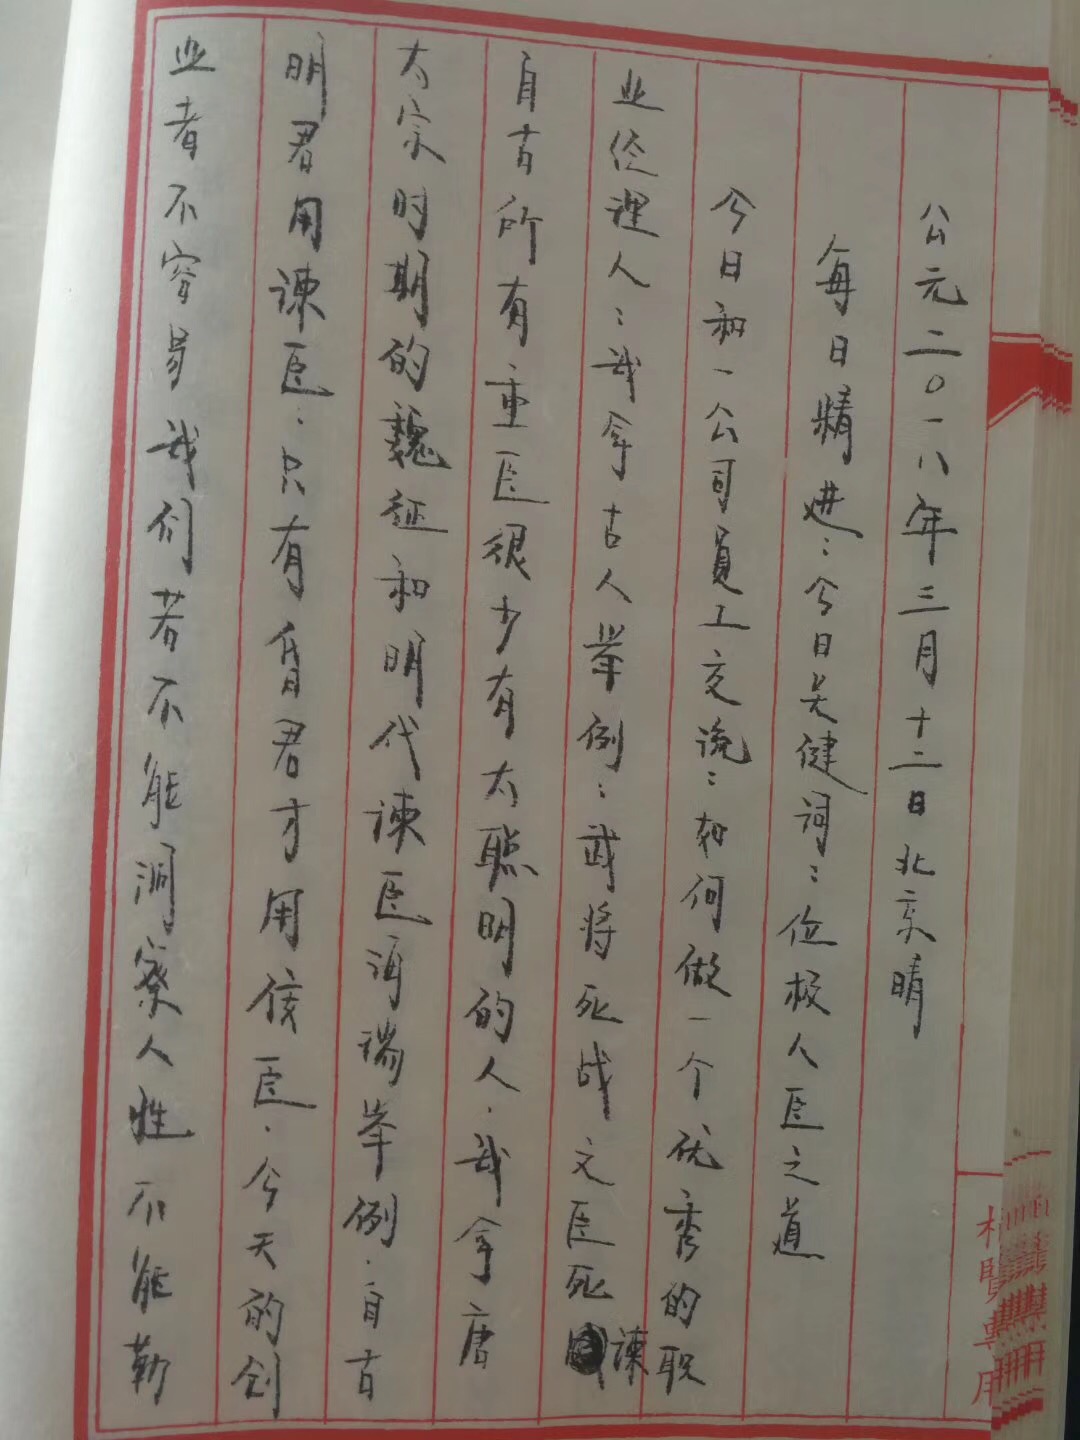 公元二〇一八年三月十二日北京晴
每日精进：今日关健词：位极人臣之道
今日和一公司員工交流：如何做一个优秀的职
业经理人：我拿古人举例：武将死战文臣死谏
自古所有重臣很少有太聪明的人.我拿唐
太宗时期的魏征和明代谏臣海瑞举例.自古
明君用谏臣：只有昏君才用佞臣.今天的创
业者不容易我们若不能洞察人性不能勒